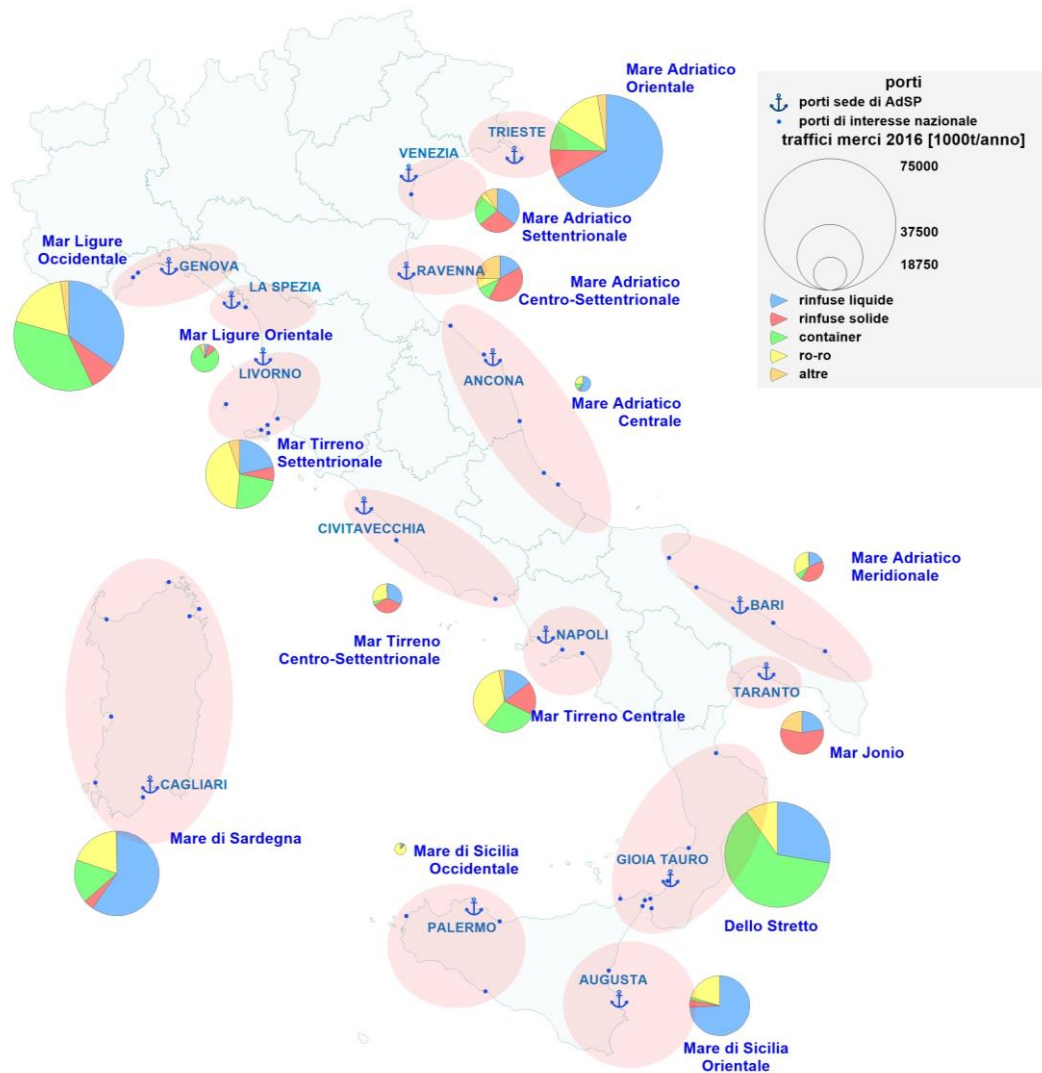 Mare Adriatico
Orientale
TRIESTE
VENEZIA
Mare Adriatico
Settentrionale
porti
porti sede di AdSP
porti di interesse nazionale
traffici merci 2016 [1000t/anno]
75000
37500
18750
rinfuse liquide
rinfuse solide
container
ro-ro
altre
Mar Ligure
Occidentale
GENOVA
LA SPEZIA
Mar Ligure Orientale
LIVORNO
RAVENNA
Mare Adriatico
Centro-Settentrionale
ANCONA
Mare Adriatico
Centrale
Mar Tirreno
Settentrionale
CIVITAVECCHIA
Mar Tirreno
Centro-Settentrionale
Mare Adriatico
Meridionale
BARI
NAPOLI
Mar Tirreno Centrale
TARANTO
Mar Jonio
CAGLIARI
Mare di Sardegna
Mare di Sicilia
Occidentale
GIOIA TAURO
Dello Stretto
PALERMO
AUGUSTA
Mare di Sicilia
Orientale